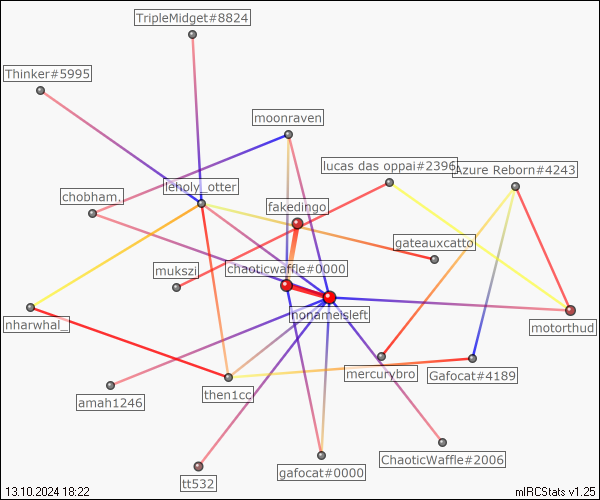 TripleMidget#8824
Thinker#5995
moonraven
lucas das oppai#2396
Azure Reborn#4243
leholy_otter
chobham.
fakedingo
gateauxcatto
mukszi
chaoticwaffle#0000
nonameisleft
nharwhal_
motorthud
mercurybro
Gafocat#4189
amah1246
then1cc
ChaoticWaffle#2006
gafocat#0000
tt532
13.10.2024 18:22
mIRCStats v1.25